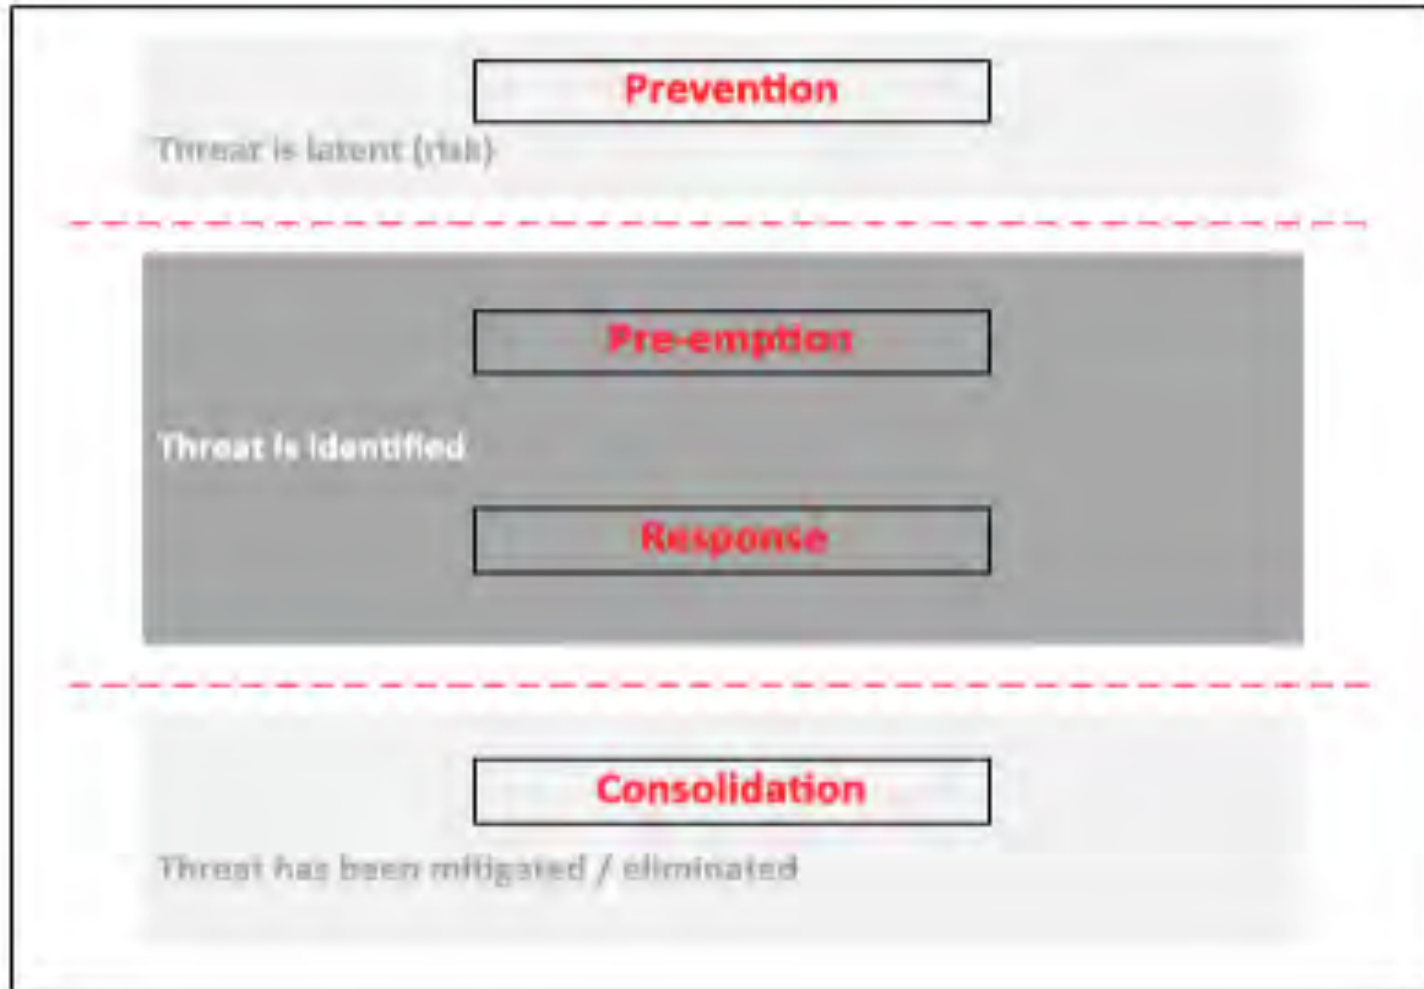 Prevention
Threat is latent (risk)
Pre-emption
Threat is identified
Response
Consolidation
Threat has been mitigated / eliminated